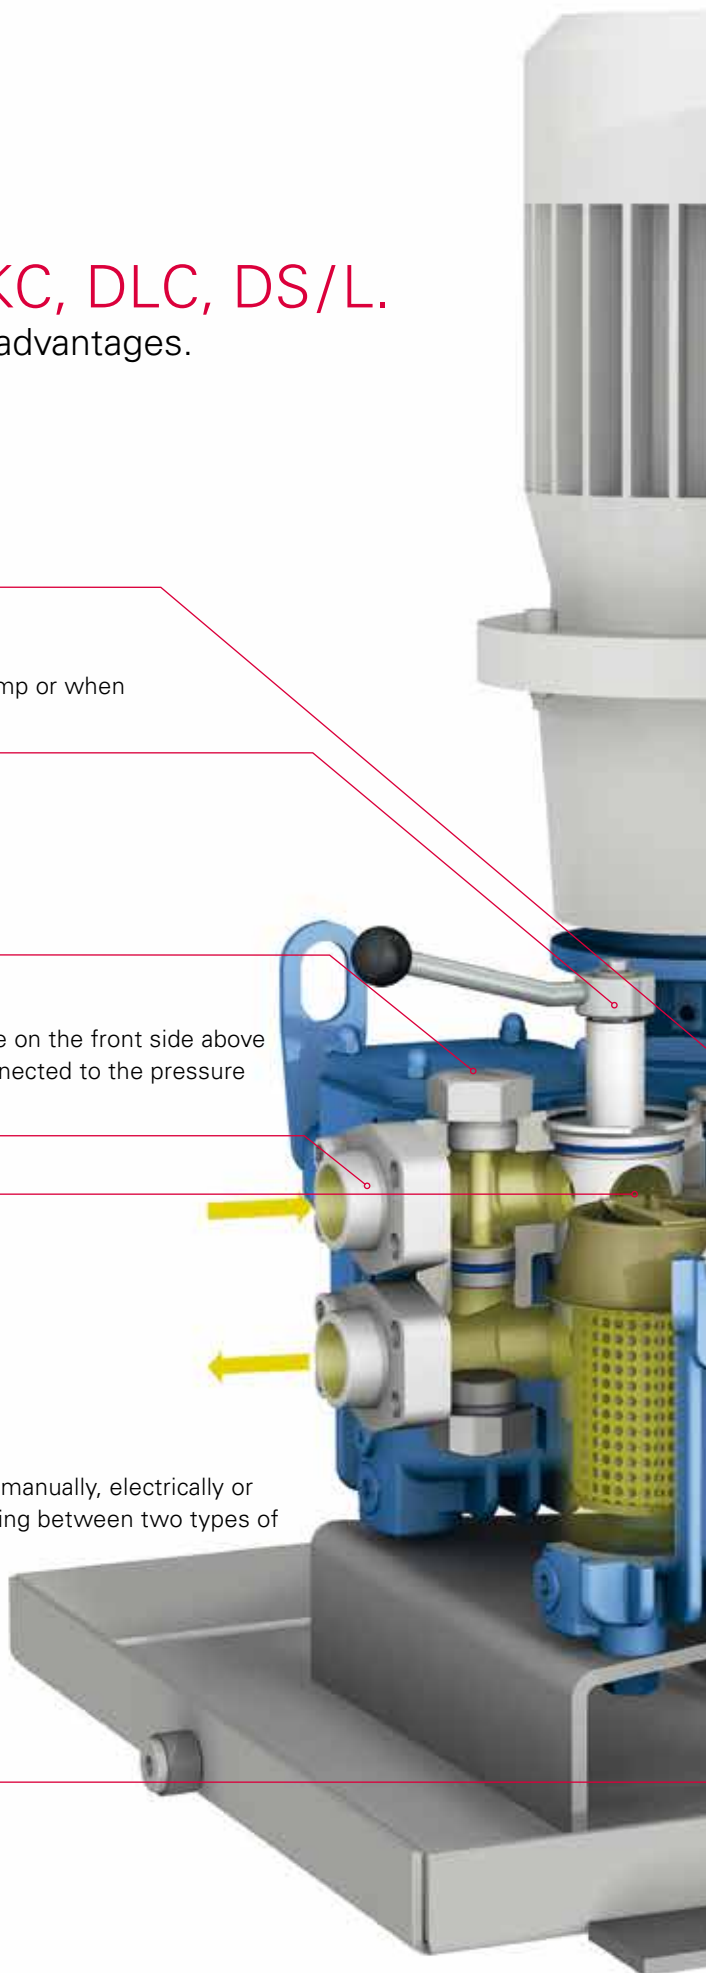 KC, DLC, DS/L.
advantages.
mp or when
e on the front side above
nnected to the pressure
manually, electrically or
ing between two types of